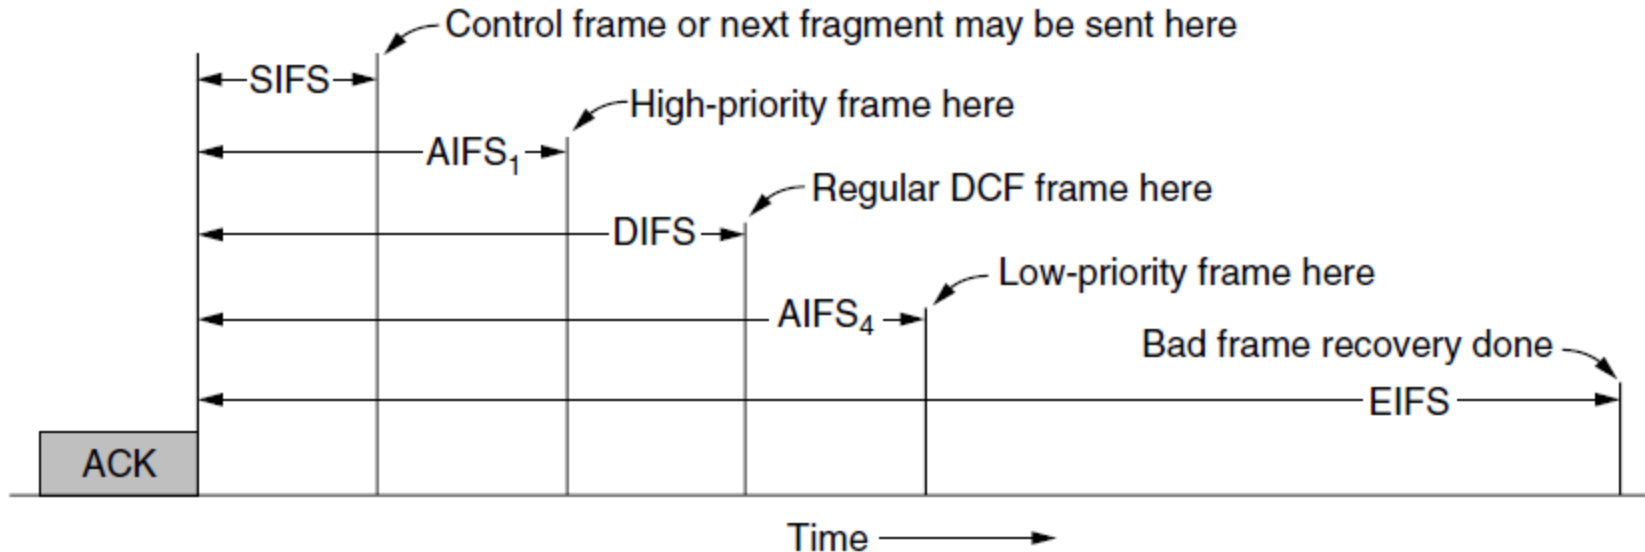 Control frame or next fragment may be sent here
SIFS
High-priority frame here
AIFS₁
Regular DCF frame here
DIFS
Low-priority frame here
AIFS₄
Bad frame recovery done
EIFS
ACK
Time